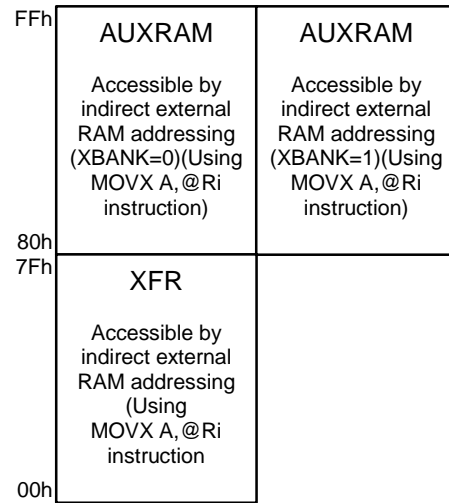 FFh
AUXRAM
Accessible by
indirect external
RAM addressing
(XBANK=0)(Using
MOVX A,@Ri
instruction)
AUXRAM
Accessible by
indirect external
RAM addressing
(XBANK=1)(Using
MOVX A,@Ri
instruction)
80h
7Fh
XFR
Accessible by
indirect external
RAM addressing
(Using
MOVX A,@Ri
instruction
00h